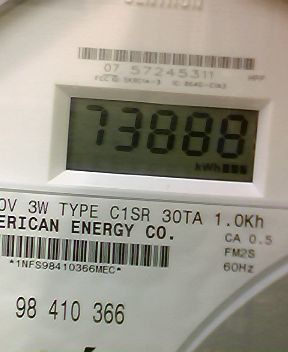 07 57245311
73888
kWh
0V 3W TYPE C1SR 30TA 1.0Kh
ERICAN ENERGY CO.
CA 0.5
FM2S
*1NFS98410366MEC*
60Hz
98 410 366